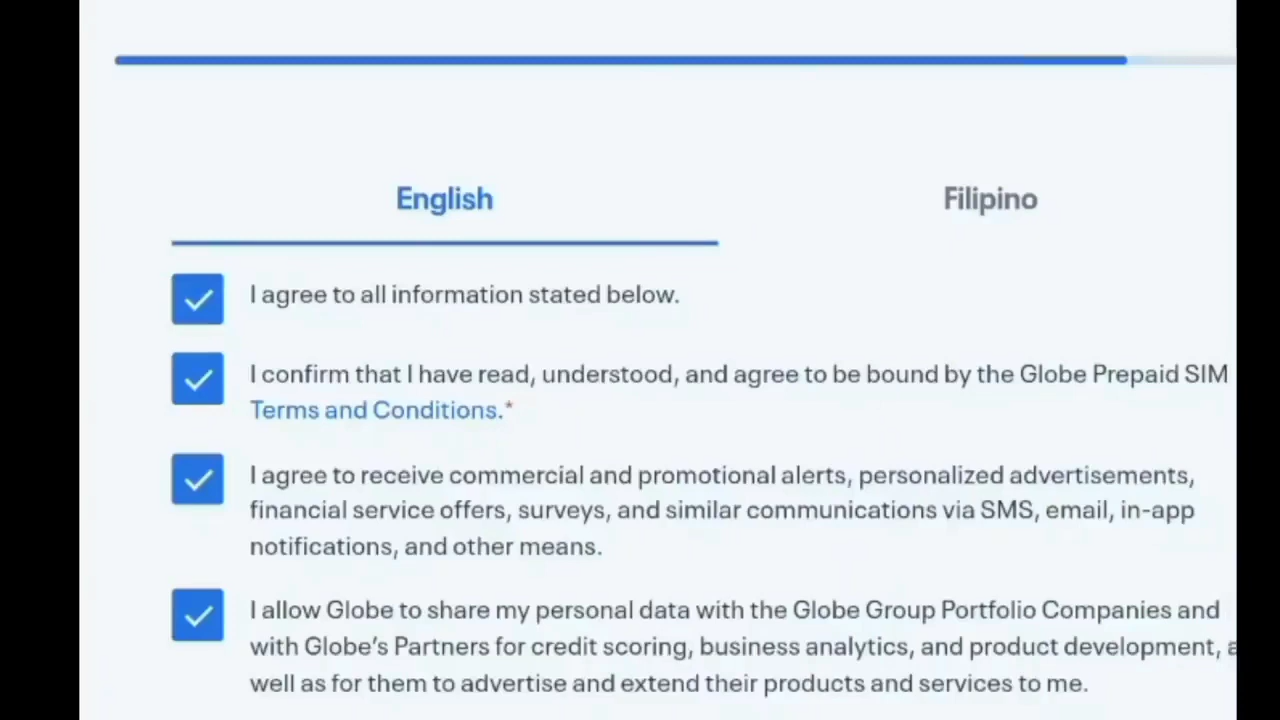 English
Filipino
I agree to all information stated below.
I confirm that I have read, understood, and agree to be bound by the Globe Prepaid SIM
Terms and Conditions.*
I agree to receive commercial and promotional alerts, personalized advertisements,
financial service offers, surveys, and similar communications via SMS, email, in-app
notifications, and other means.
I allow Globe to share my personal data with the Globe Group Portfolio Companies and
with Globe's Partners for credit scoring, business analytics, and product development,
well as for them to advertise and extend their products and services to me.